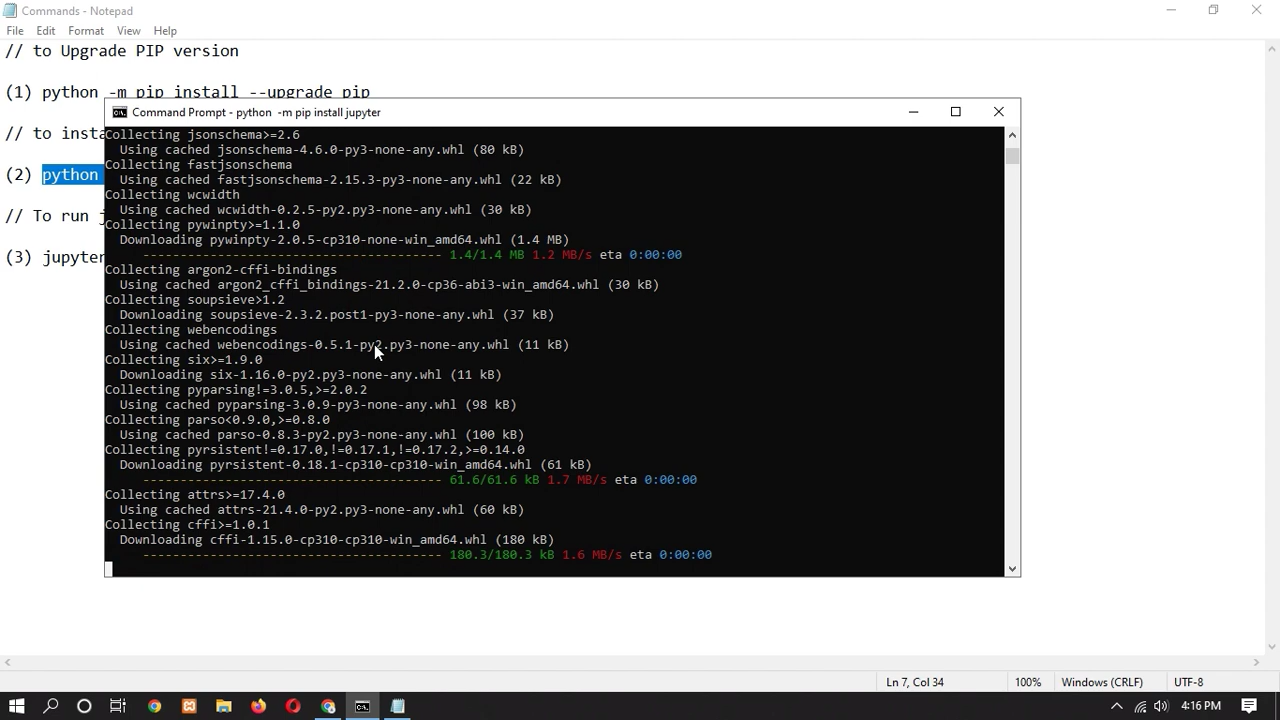 Commands - Notepad
File Edit Format View Help
// to Upgrade PIP version
(1) python -m pip install --upgrade pip
// to insta
(2) python
// To run j
(3) jupyter
Command Prompt - python  -m pip install jupyter
Collecting jsonschema>=2.6
Using cached jsonschema-4.6.0-py3-none-any.whl (80 kB)
Collecting fastjsonschema
Using cached fastjsonschema-2.15.3-py3-none-any.whl (22 kB)
Collecting wcwidth
Using cached wcwidth-0.2.5-py2.py3-none-any.whl (30 kB)
Collecting pywinpty>=1.1.0
Downloading pywinpty-2.0.5-cp310-none-win_amd64.whl (1.4 MB)
---------------------------------------- 1.4/1.4 MB 1.2 MB/s eta 0:00:00
Collecting argon2-cffi-bindings
Using cached argon2_cffi_bindings-21.2.0-cp36-abi3-win_amd64.whl (30 kB)
Collecting soupsieve>1.2
Downloading soupsieve-2.3.2.post1-py3-none-any.whl (37 kB)
Collecting webencodings
Using cached webencodings-0.5.1-py2.py3-none-any.whl (11 kB)
Collecting six>=1.9.0
Downloading six-1.16.0-py2.py3-none-any.whl (11 kB)
Collecting pyparsing!=3.0.5,>=2.0.2
Using cached pyparsing-3.0.9-py3-none-any.whl (98 kB)
Collecting parso<0.9.0,>=0.8.0
Using cached parso-0.8.3-py2.py3-none-any.whl (100 kB)
Collecting pyrsistent!=0.17.0,!=0.17.1,!=0.17.2,>=0.14.0
Downloading pyrsistent-0.18.1-cp310-cp310-win_amd64.whl (61 kB)
---------------------------------------- 61.6/61.6 kB 1.7 MB/s eta 0:00:00
Collecting attrs>=17.4.0
Using cached attrs-21.4.0-py2.py3-none-any.whl (60 kB)
Collecting cffi>=1.0.1
Downloading cffi-1.15.0-cp310-cp310-win_amd64.whl (180 kB)
---------------------------------------- 180.3/180.3 kB 1.6 MB/s eta 0:00:00
Ln 7, Col 34 100% Windows (CRLF) UTF-8
4:16 PM